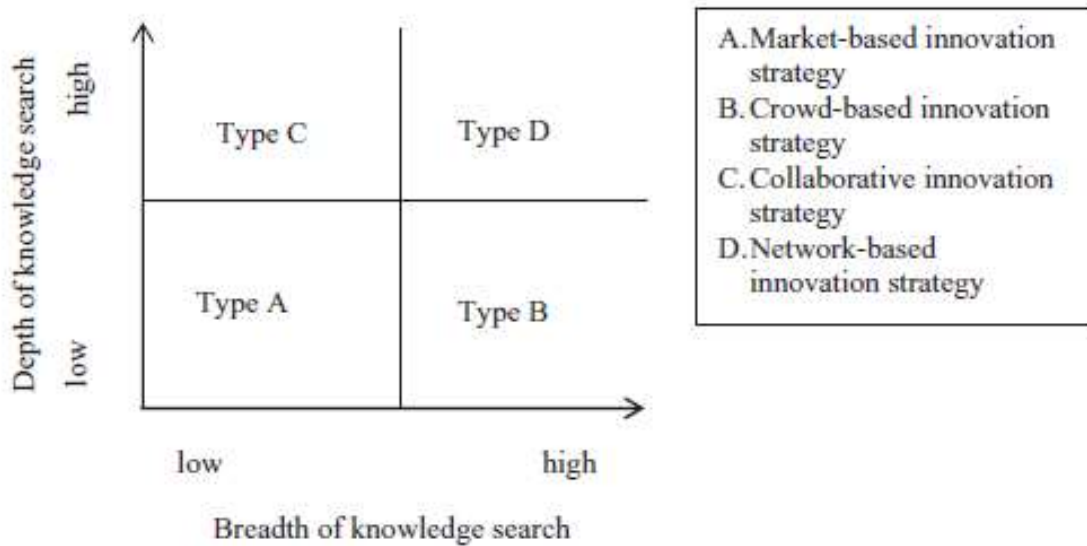 Depth of knowledge search
high
low
Type C
Type D
Type A
Type B
low
high
Breadth of knowledge search
A.Market-based innovation
strategy
B. Crowd-based innovation
strategy
C. Collaborative innovation
strategy
D.Network-based
innovation strategy